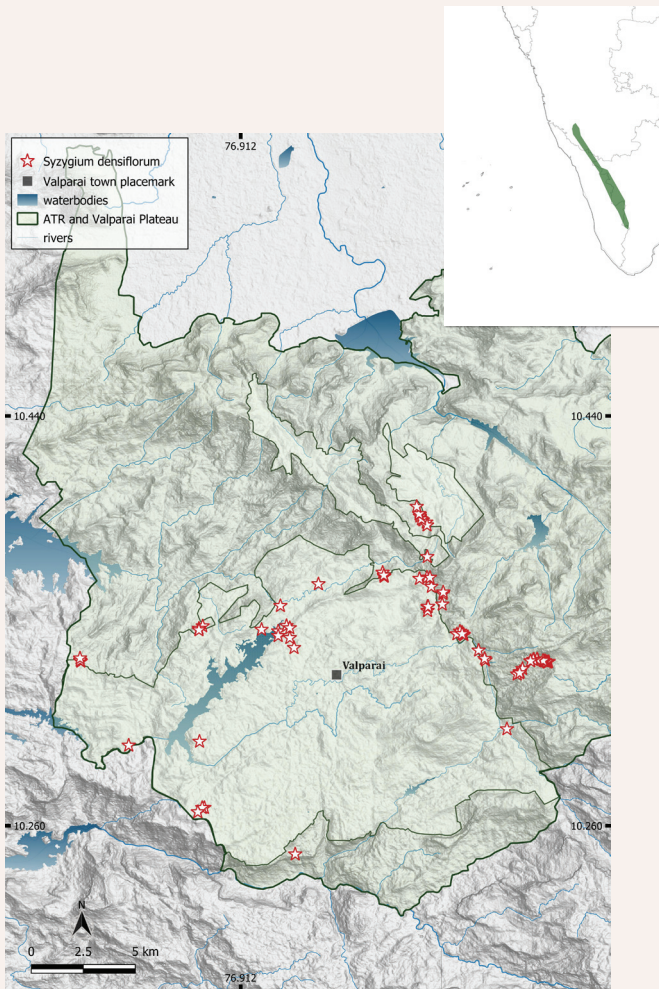 76.912
Syzygium densiflorum
Valparai town placemark
waterbodies
ATR and Valparai Plateau
rivers
10.440
10.440
Valparai
10.260
10.260
N
0 2.5 5 km
76.912